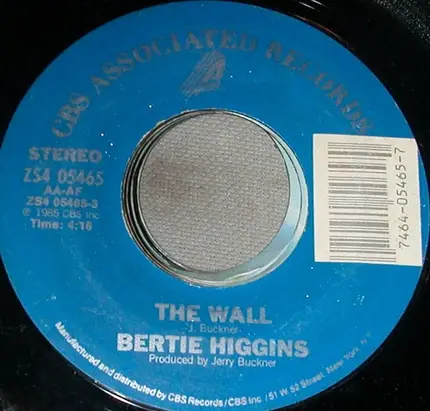 CBS ASSOCIATED RECORDS
STEREO
ZS4 05465
AA-AF
ZS4 05465-3
℗ 1985 CBS Inc
Time: 4:16
7464-05465-7
THE WALL
J. Buckner
BERTIE HIGGINS
Produced by Jerry Buckner
Manufactured and distributed by CBS Records / CBS Inc / 51 W 52 Street, New York, N.Y.